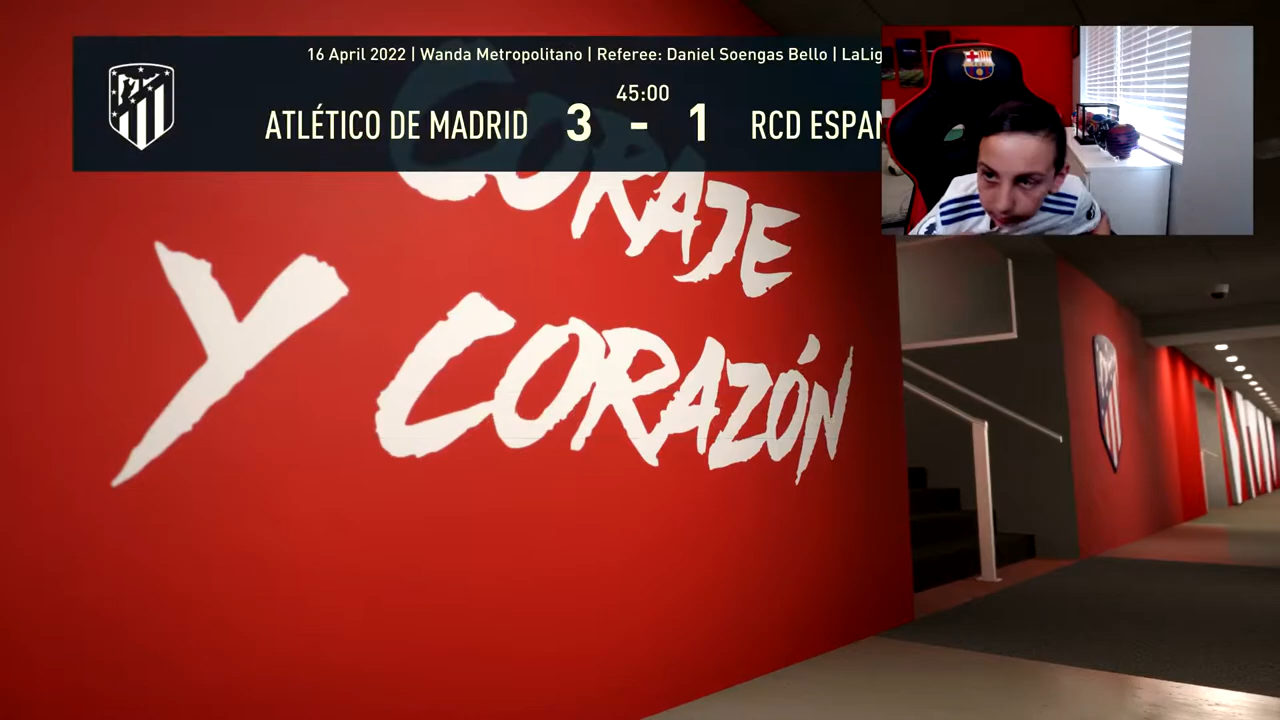 16 April 2022 | Wanda Metropolitano | Referee: Daniel Soengas Bello | LaLig
45:00
ATLÉTICO DE MADRID 3 - 1 RCD ESPAN
CORAJE
Y CORAZÓN